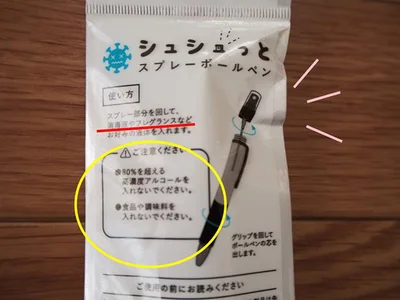 シュシュっと
スプレーボールペン
使い方
スプレー部分を回して、
消毒液やフレグランスなど
お好みの液体を入れます。
ご注意ください
●80%を超える
高濃度アルコールを
入れないでください。
●食品や調味料を
入れないでください。
グリップを回して
ボールペンの芯を
出します。
ご使用の前にお読みください